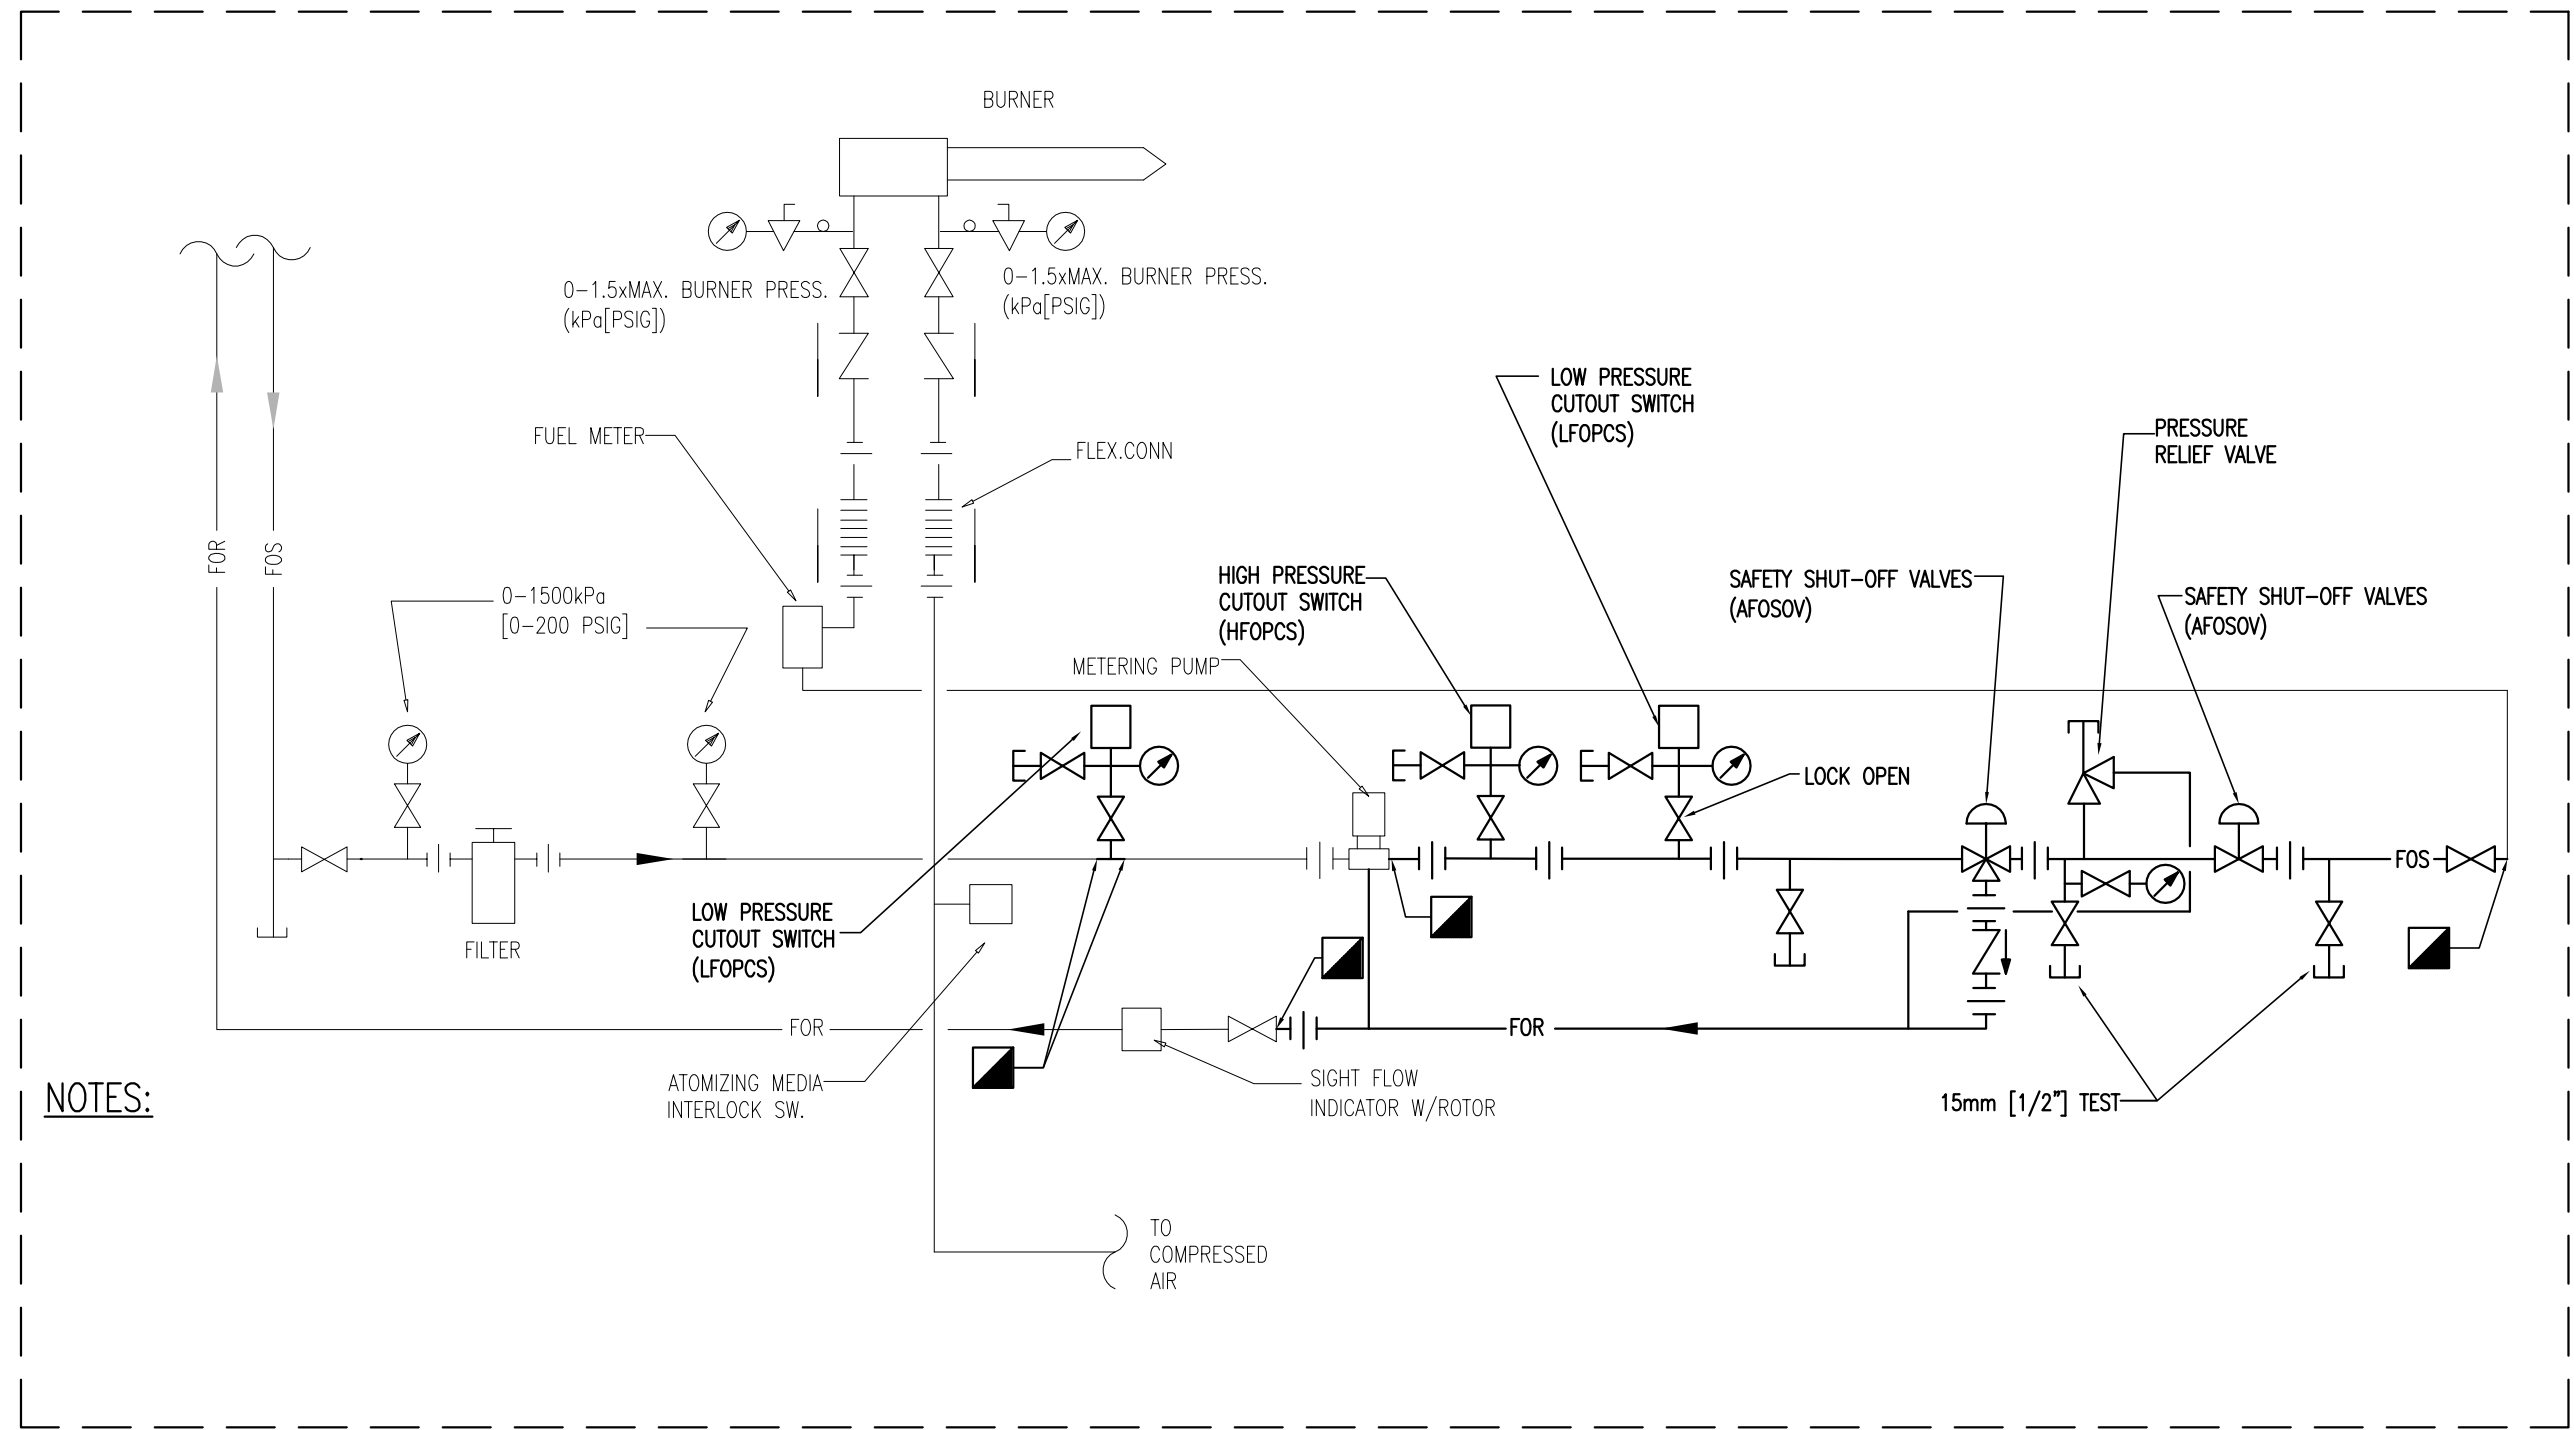 BURNER
0-1.5xMAX. BURNER PRESS.
(kPa[PSIG])
0-1.5xMAX. BURNER PRESS.
(kPa[PSIG])
LOW PRESSURE
CUTOUT SWITCH
(LFOPCS)
PRESSURE
RELIEF VALVE
FUEL METER
FLEX.CONN
FOR
FOS
0-1500kPa
[0-200 PSIG]
HIGH PRESSURE
CUTOUT SWITCH
(HFOPCS)
SAFETY SHUT-OFF VALVES
(AFOSOV)
SAFETY SHUT-OFF VALVES
(AFOSOV)
METERING PUMP
LOCK OPEN
FOS
LOW PRESSURE
CUTOUT SWITCH
(LFOPCS)
FILTER
FOR
FOR
ATOMIZING MEDIA
INTERLOCK SW.
SIGHT FLOW
INDICATOR W/ROTOR
15mm [1/2"] TEST
NOTES:
TO
COMPRESSED
AIR